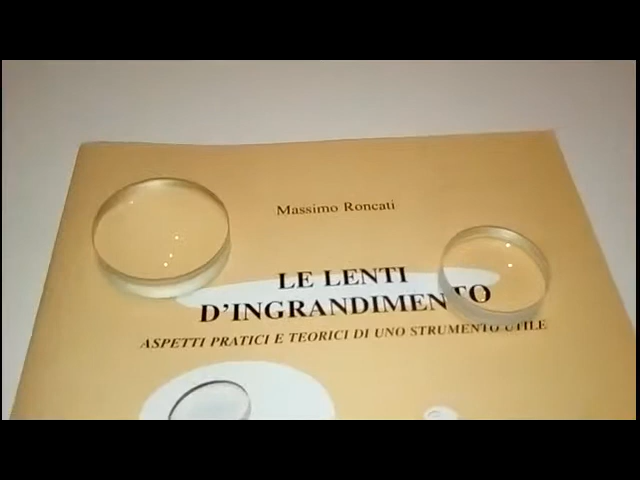 Massimo Roncati
LE LENTI
D'INGRANDIMENTO
ASPETTI PRATICI E TEORICI DI UNO STRUMENTO UTILE